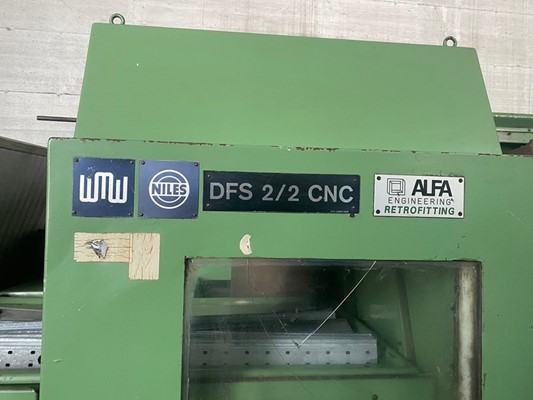 WMW
NILES
DFS 2/2 CNC
ALFA
ENGINEERING
RETROFITTING